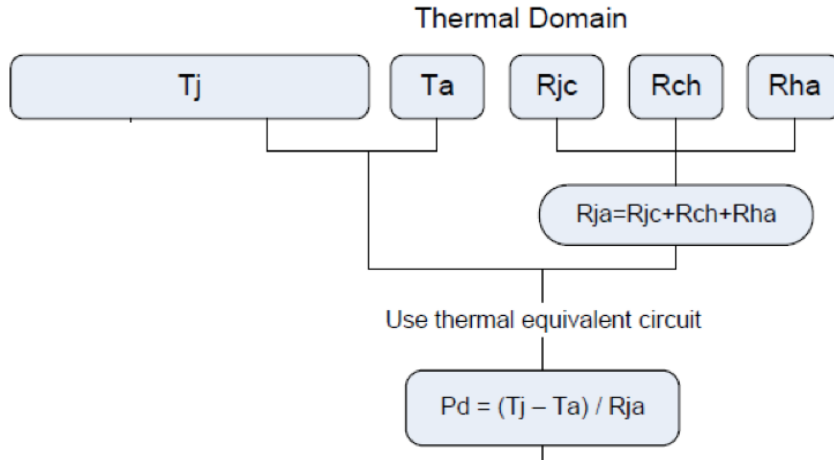 Thermal Domain
Tj
Ta
Rjc
Rch
Rha
Rja=Rjc+Rch+Rha
Use thermal equivalent circuit
Pd = (Tj – Ta) / Rja